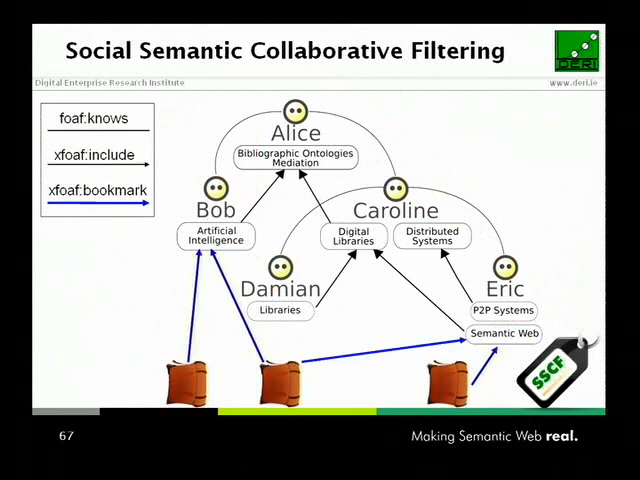 Social Semantic Collaborative Filtering
DERI
Digital Enterprise Research Institute
www.deri.ie
foaf:knows
xfoaf:include
xfoaf:bookmark
Alice
Bibliographic Ontologies
Mediation
Bob
Artificial
Intelligence
Caroline
Digital
Libraries
Distributed
Systems
Damian
Libraries
Eric
P2P Systems
Semantic Web
SSCF
67
Making Semantic Web real.